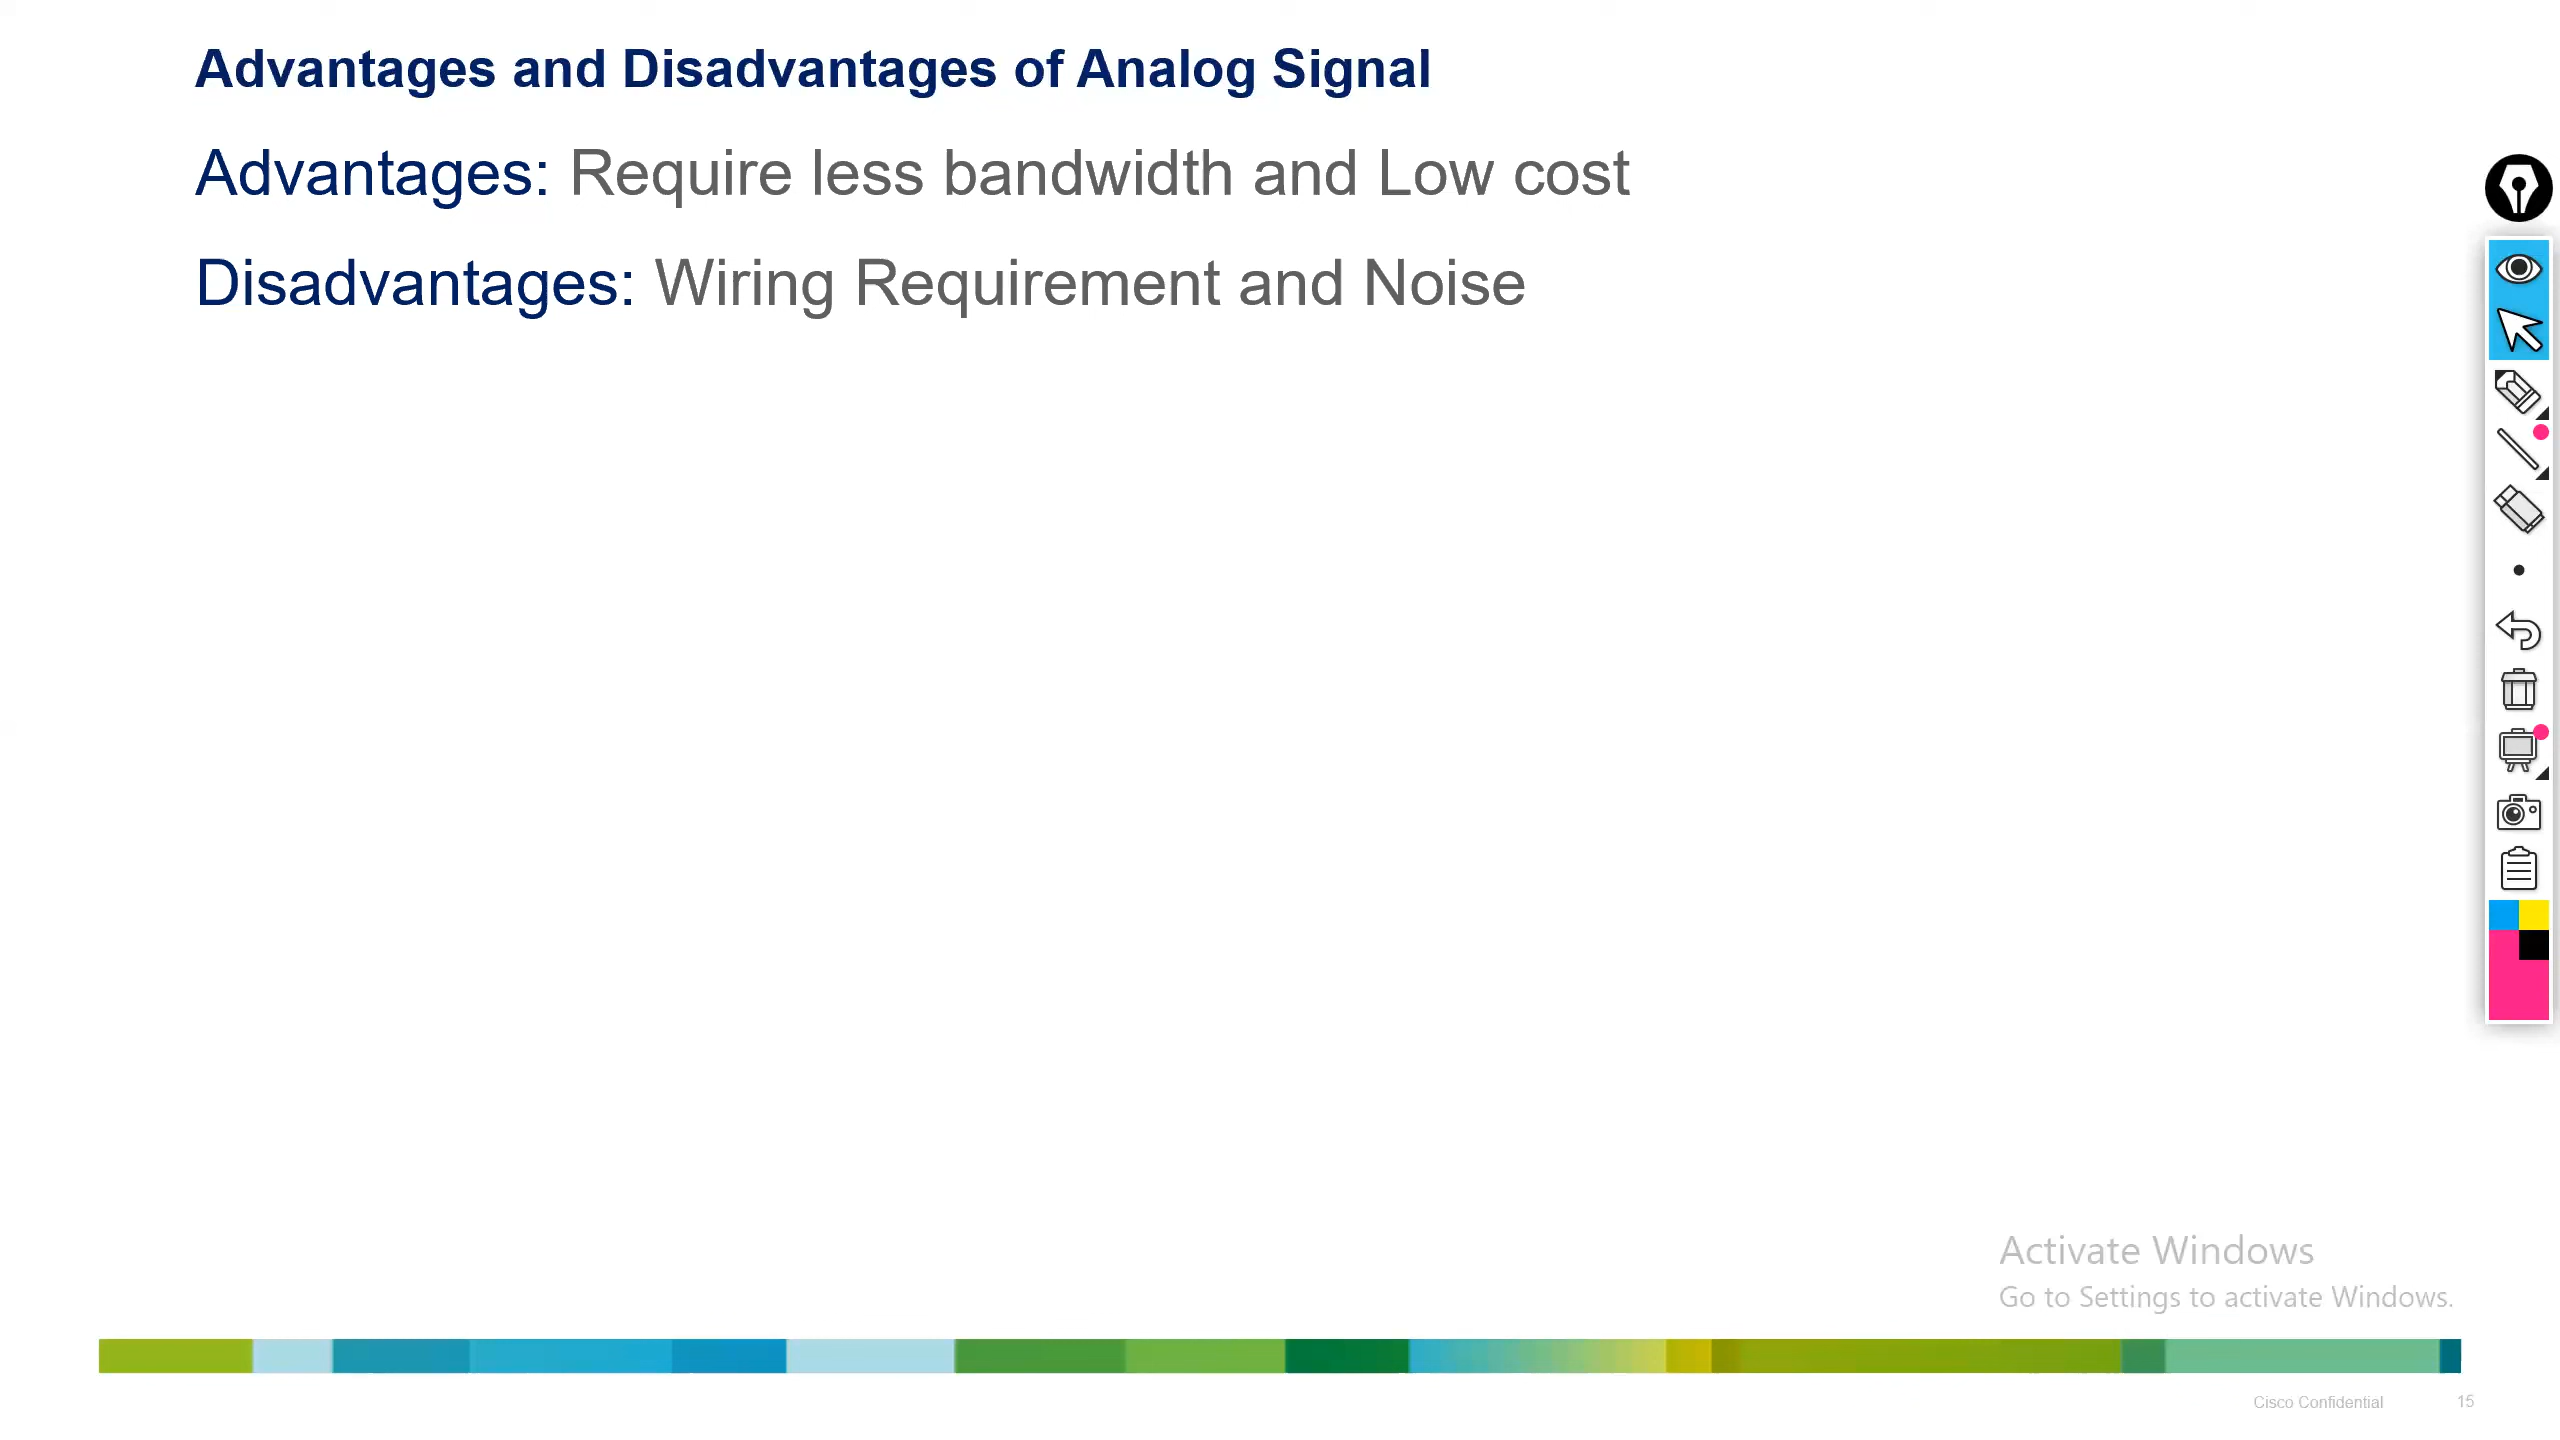 Advantages and Disadvantages of Analog Signal
Advantages: Require less bandwidth and Low cost
Disadvantages: Wiring Requirement and Noise
Activate Windows
Go to Settings to activate Windows.
Cisco Confidential 15